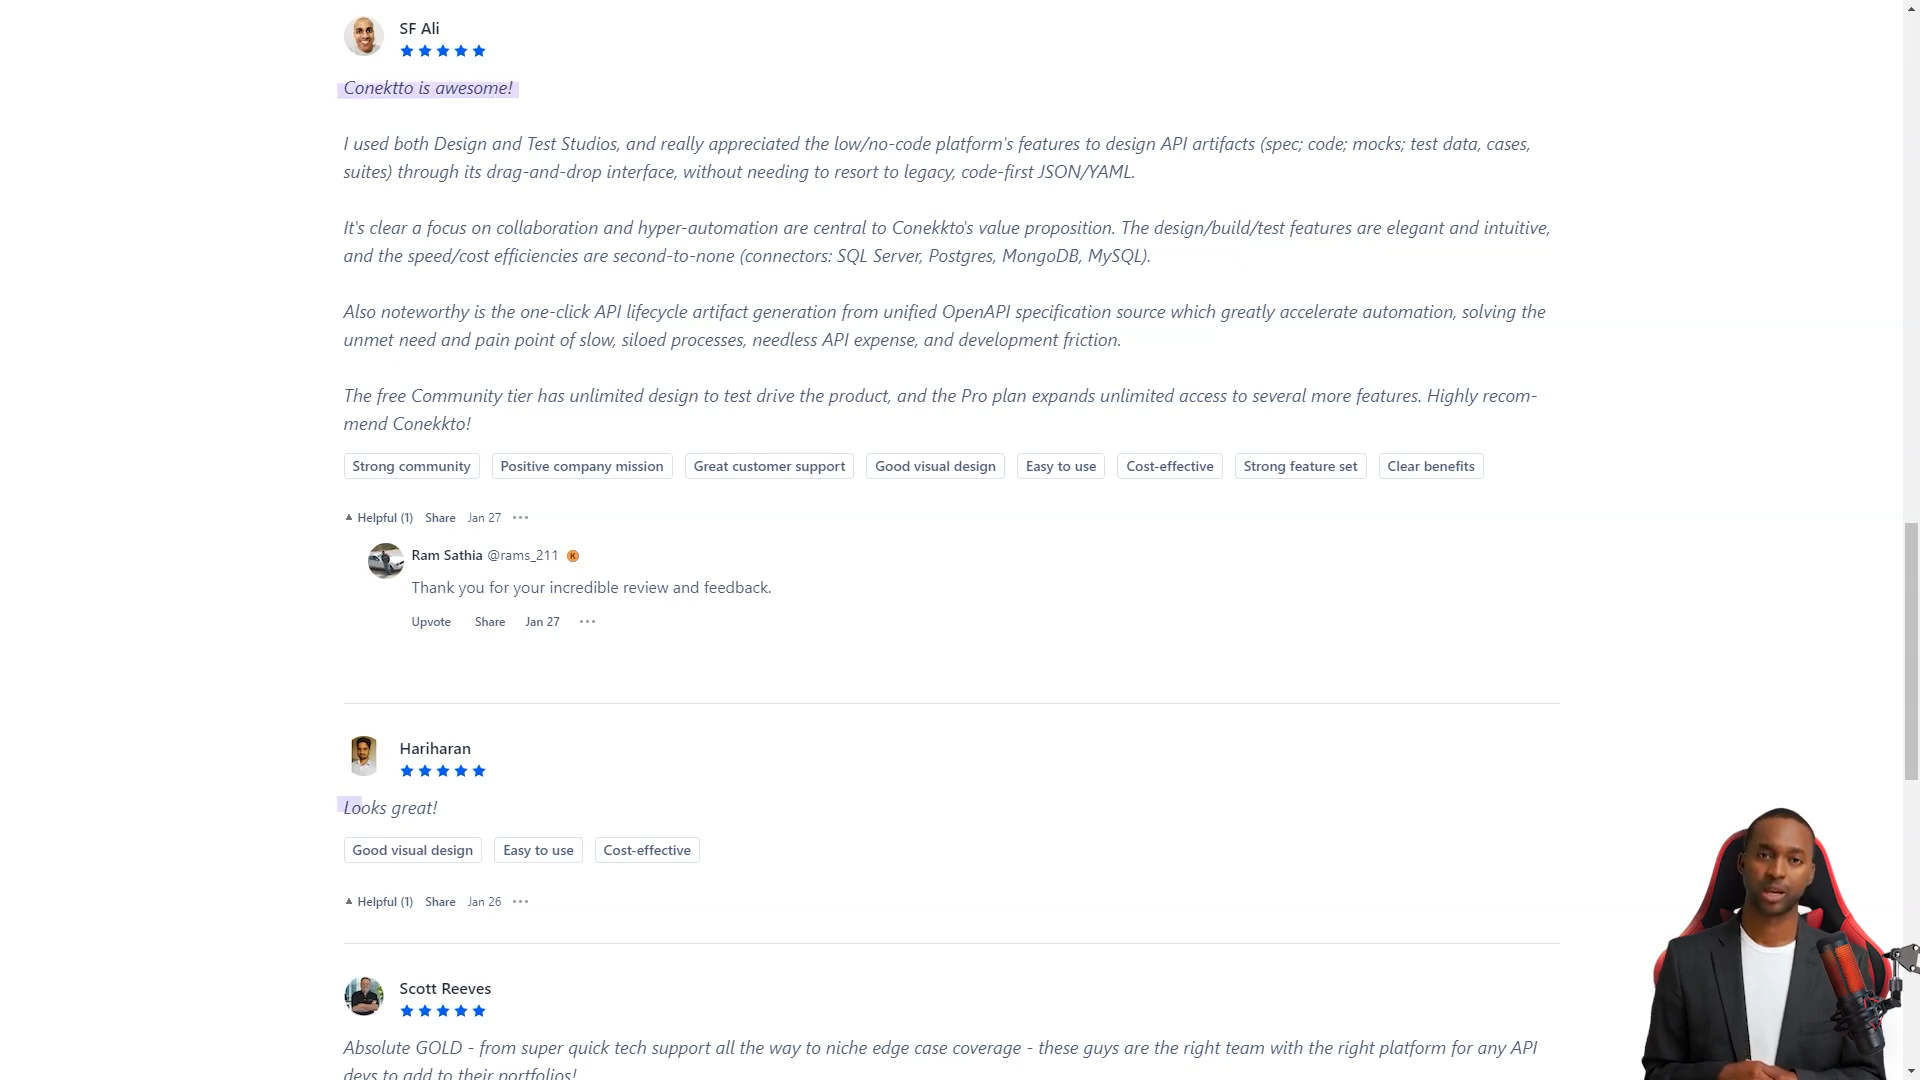 SF Ali
Conektto is awesome!
I used both Design and Test Studios, and really appreciated the low/no-code platform's features to design API artifacts (spec; code; mocks; test data, cases,
suites) through its drag-and-drop interface, without needing to resort to legacy, code-first JSON/YAML.
It's clear a focus on collaboration and hyper-automation are central to Conekkto's value proposition. The design/build/test features are elegant and intuitive,
and the speed/cost efficiencies are second-to-none (connectors: SQL Server, Postgres, MongoDB, MySQL).
Also noteworthy is the one-click API lifecycle artifact generation from unified OpenAPI specification source which greatly accelerate automation, solving the
unmet need and pain point of slow, siloed processes, needless API expense, and development friction.
The free Community tier has unlimited design to test drive the product, and the Pro plan expands unlimited access to several more features. Highly recom-
mend Conekkto!
Strong community Positive company mission Great customer support Good visual design Easy to use Cost-effective Strong feature set Clear benefits
Helpful (1) Share Jan 27 •••
Ram Sathia @rams_211 K
Thank you for your incredible review and feedback.
Upvote Share Jan 27 •••
Hariharan
Looks great!
Good visual design Easy to use Cost-effective
Helpful (1) Share Jan 26 •••
Scott Reeves
Absolute GOLD - from super quick tech support all the way to niche edge case coverage - these guys are the right team with the right platform for any API
devs to add to their portfolios!